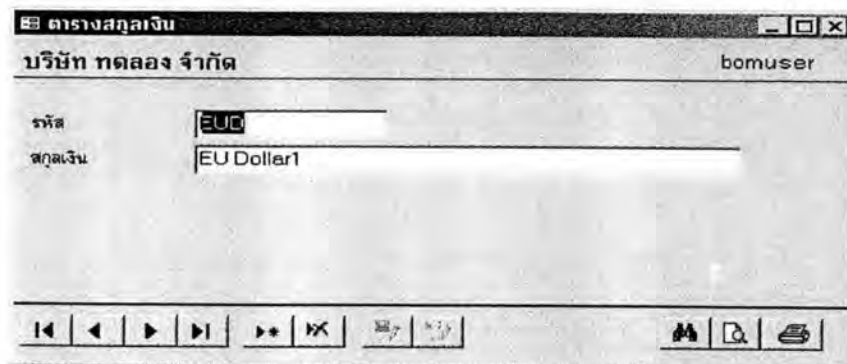 ตารางสกุลเงิน
บริษัท ทดลอง จำกัด bomuser
รหัส EUD
สกุลเงิน EU Dollar1